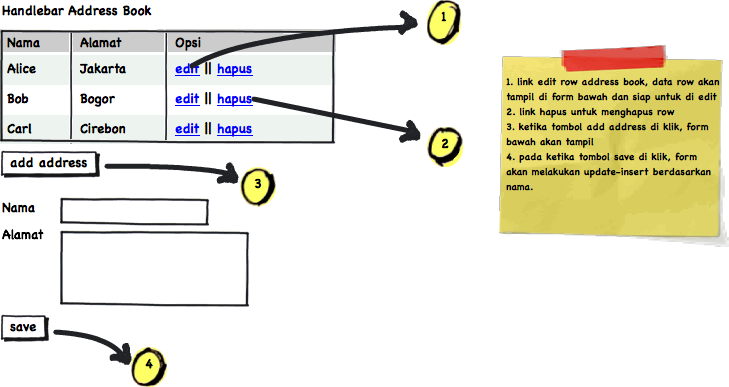 Handlebar Address Book
1
Nama Alamat Opsi
Alice Jakarta edit || hapus
Bob Bogor edit || hapus
Carl Cirebon edit || hapus
2
add address
3
Nama
Alamat
save
4
1. link edit row address book, data row akan
tampil di form bawah dan siap untuk di edit
2. link hapus untuk menghapus row
3. ketika tombol add address di klik, form
bawah akan tampil
4. pada ketika tombol save di klik, form
akan melakukan update-insert berdasarkan
nama.